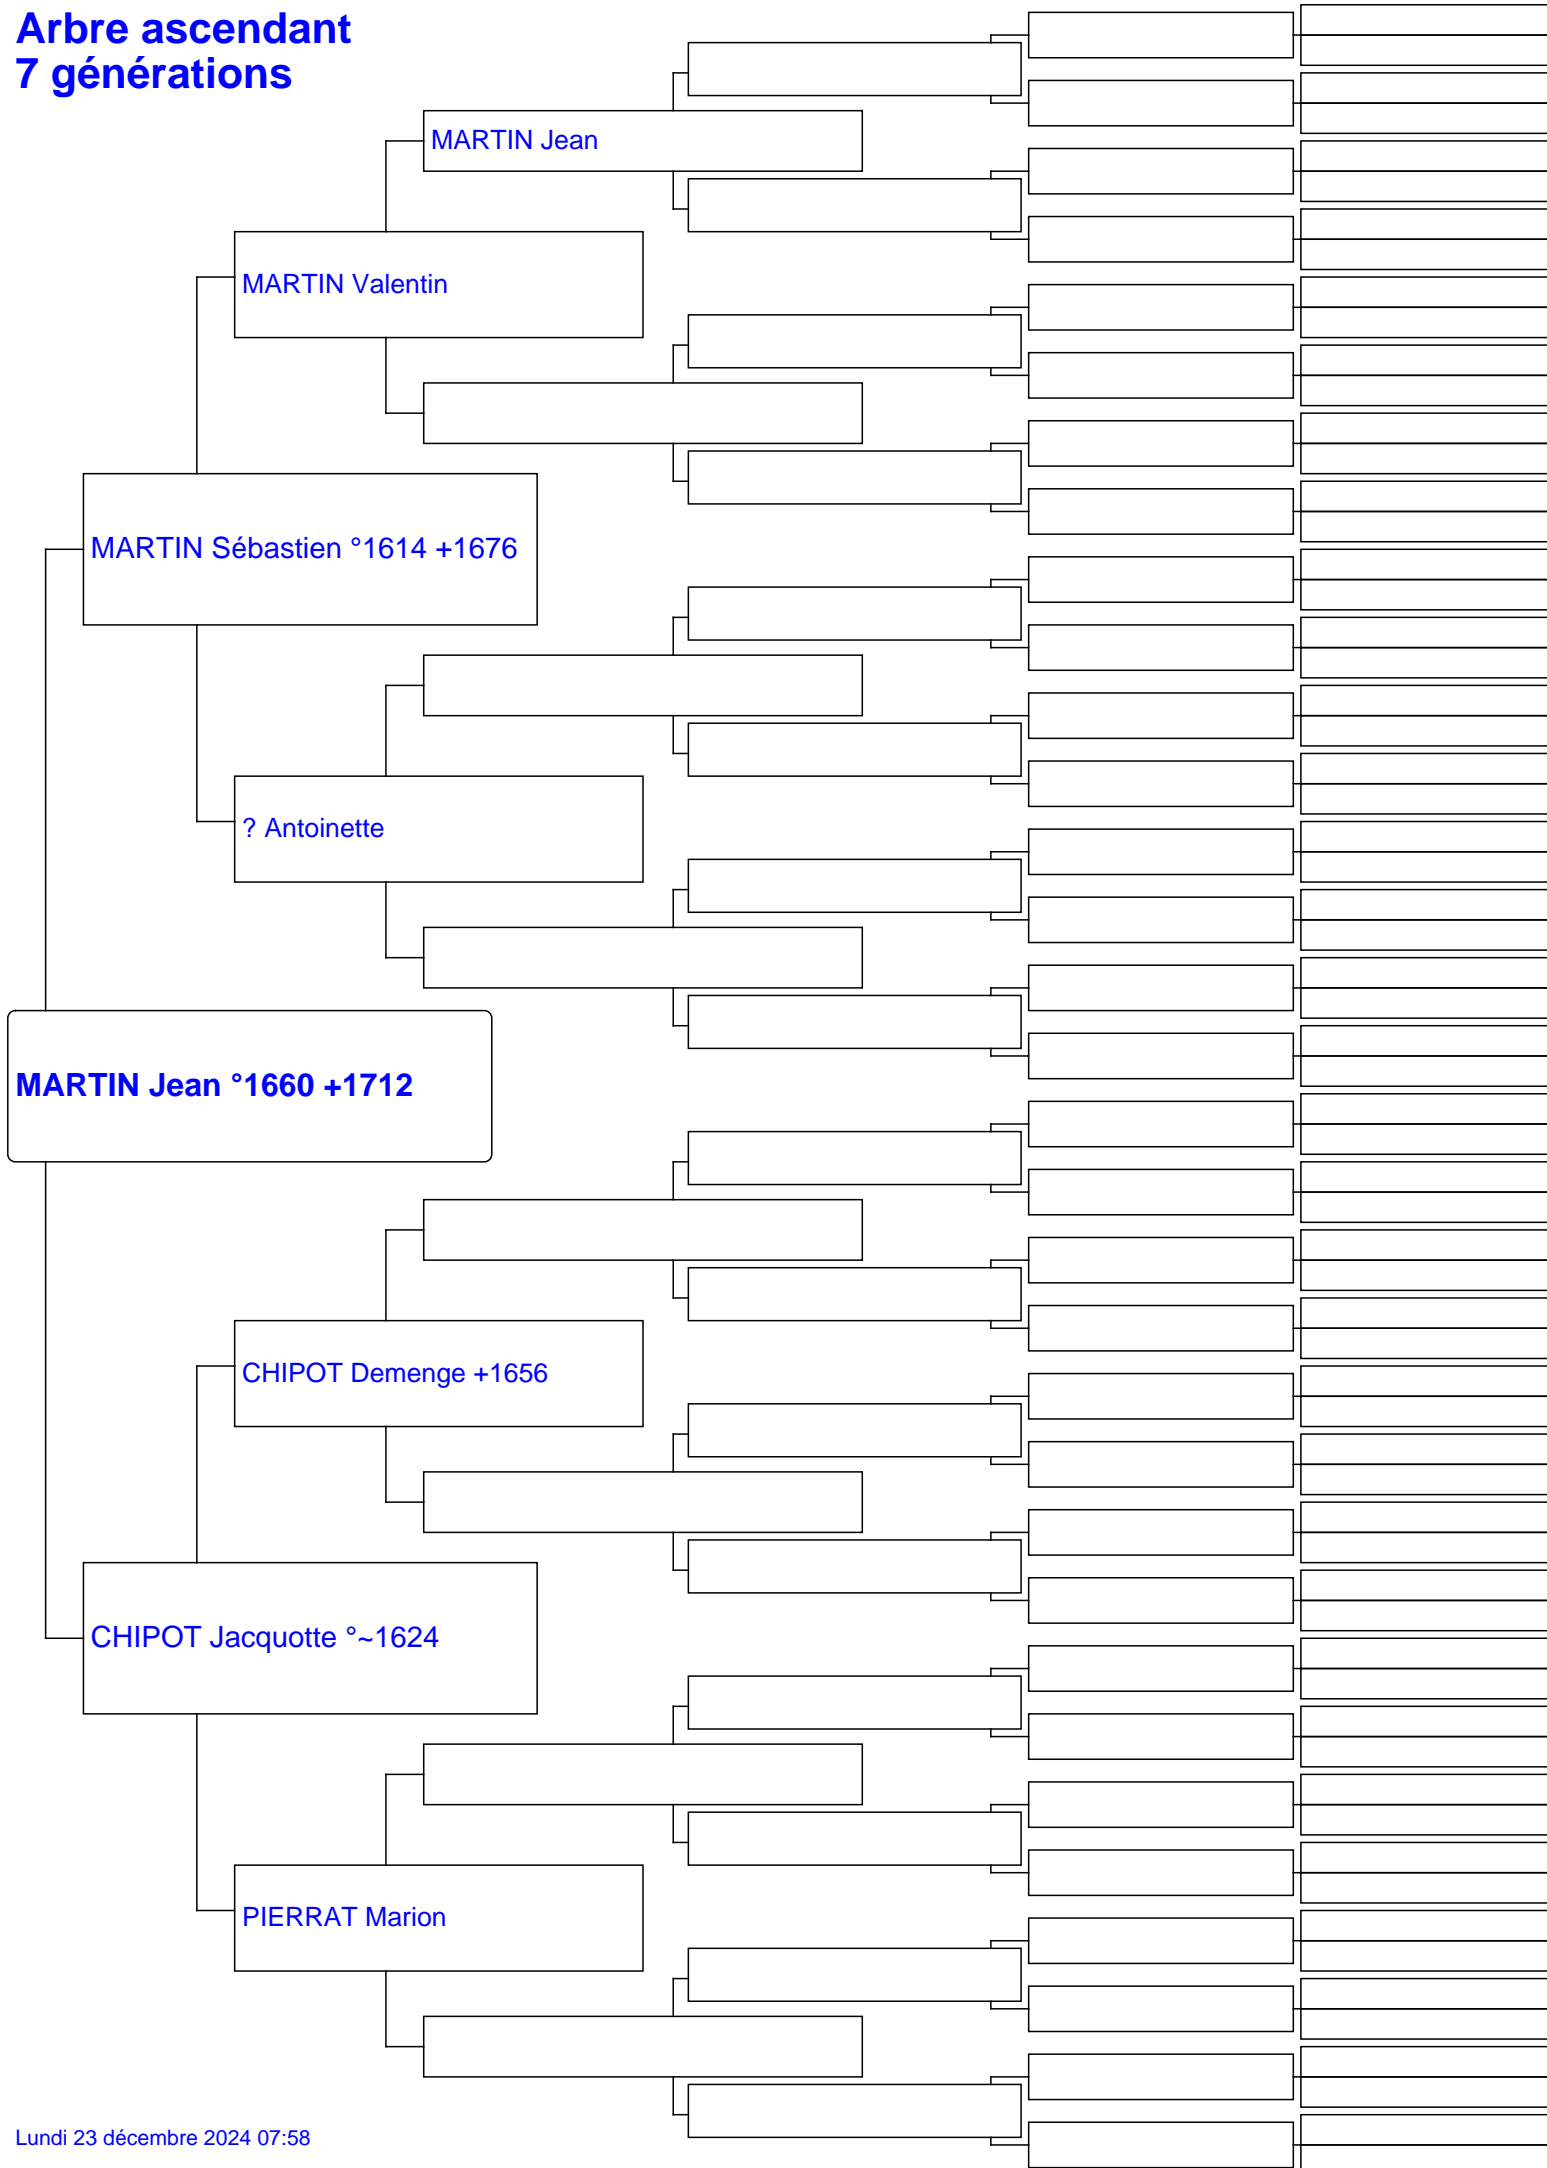 Arbre ascendant
7 générations
MARTIN Jean
MARTIN Valentin
MARTIN Sébastien °1614 +1676
? Antoinette
MARTIN Jean °1660 +1712
CHIPOT Demenge +1656
CHIPOT Jacquotte °~1624
PIERRAT Marion
Lundi 23 décembre 2024 07:58